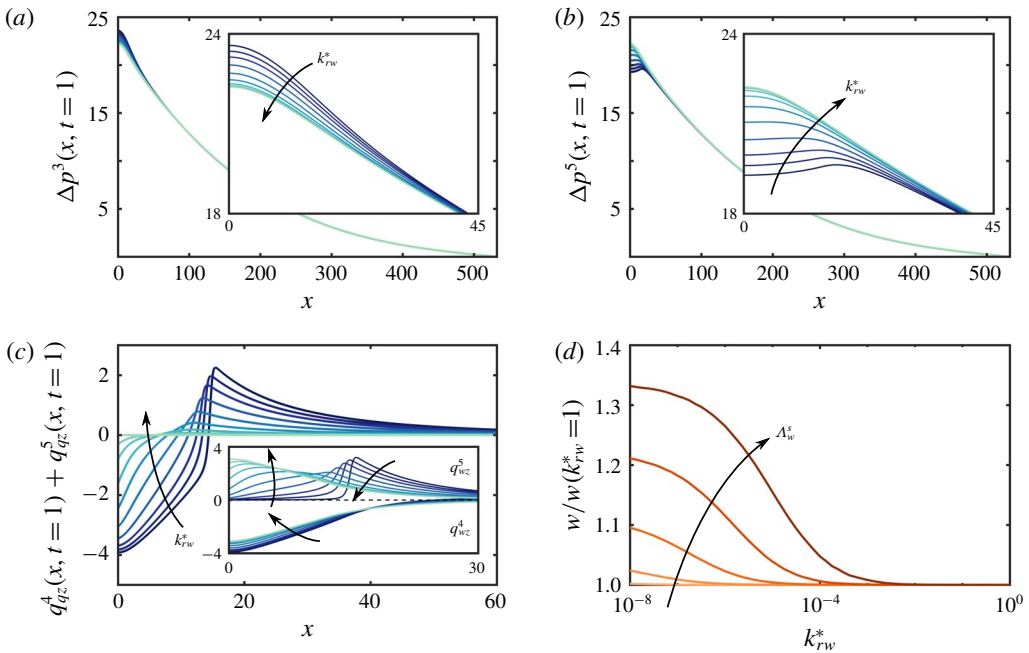 (a)
25
15
5
Δp³(x, t = 1)
0 100 200 300 400 500
x
24
18
0 45
k*rw
(b)
25
15
5
Δp⁵(x, t = 1)
0 100 200 300 400 500
x
24
18
0 45
k*rw
(c)
2
0
−2
−4
q⁴qz(x, t = 1) + q⁵qz(x, t = 1)
0 20 40 60
x
k*rw
4
0
−4
0 30
q⁵wz
q⁴wz
(d)
1.4
1.3
1.2
1.1
1.0
w/w(k*rw=1)
10⁻⁸ 10⁻⁴ 10⁰
k*rw
Λˢw